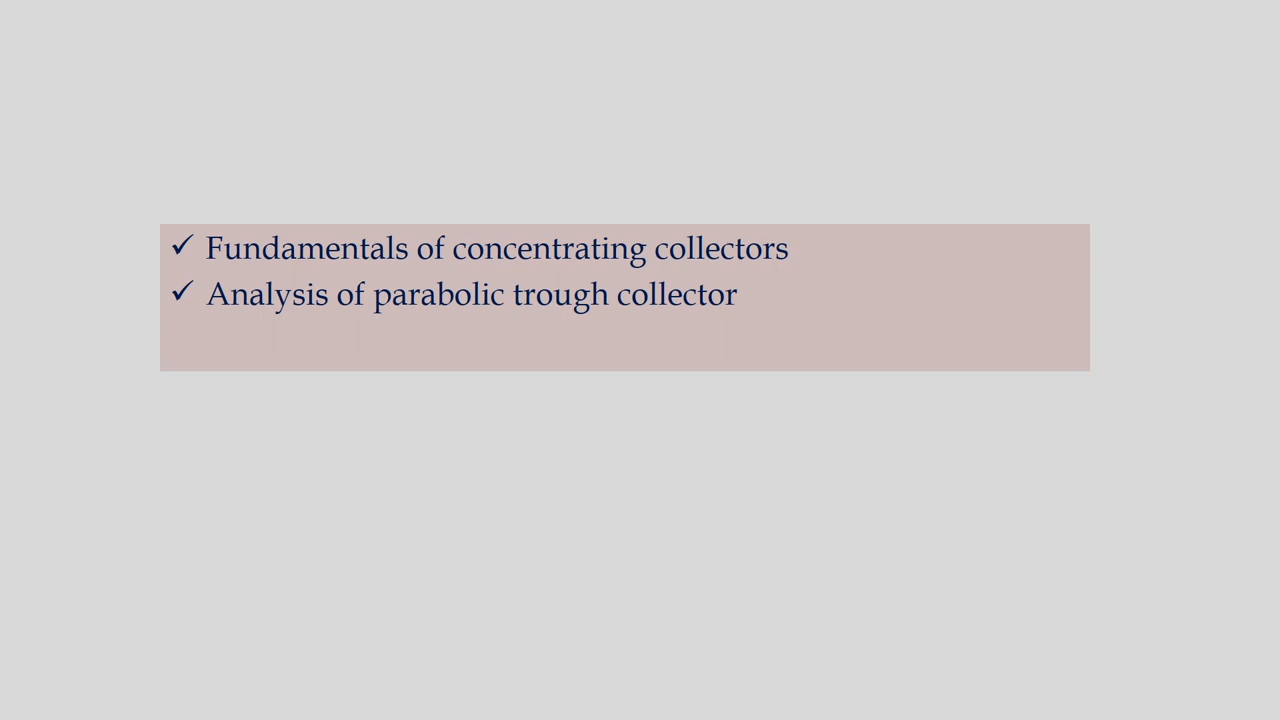 ✓ Fundamentals of concentrating collectors
✓ Analysis of parabolic trough collector